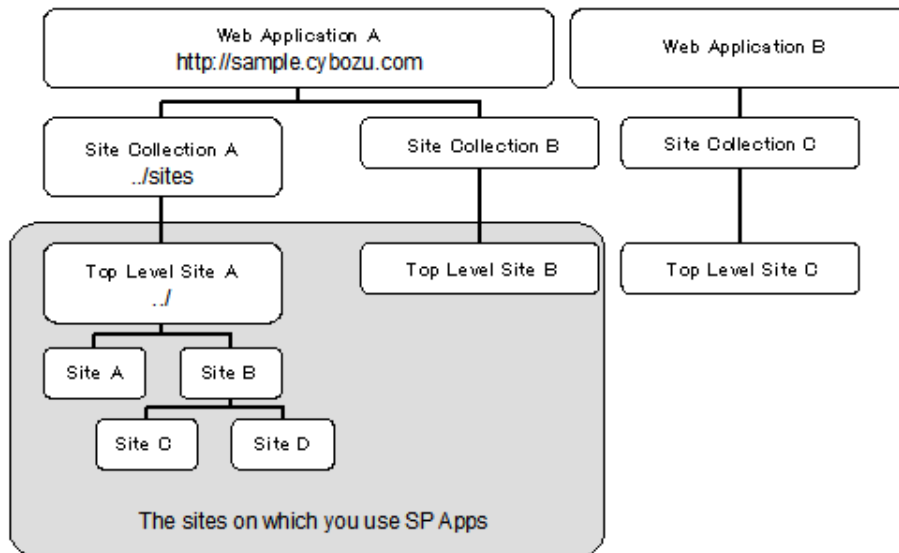 Web Application A
http://sample.cybozu.com
Web Application B
Site Collection A
../sites
Site Collection B
Site Collection C
Top Level Site A
../
Top Level Site B
Top Level Site C
Site A
Site B
Site C
Site D
The sites on which you use SP Apps